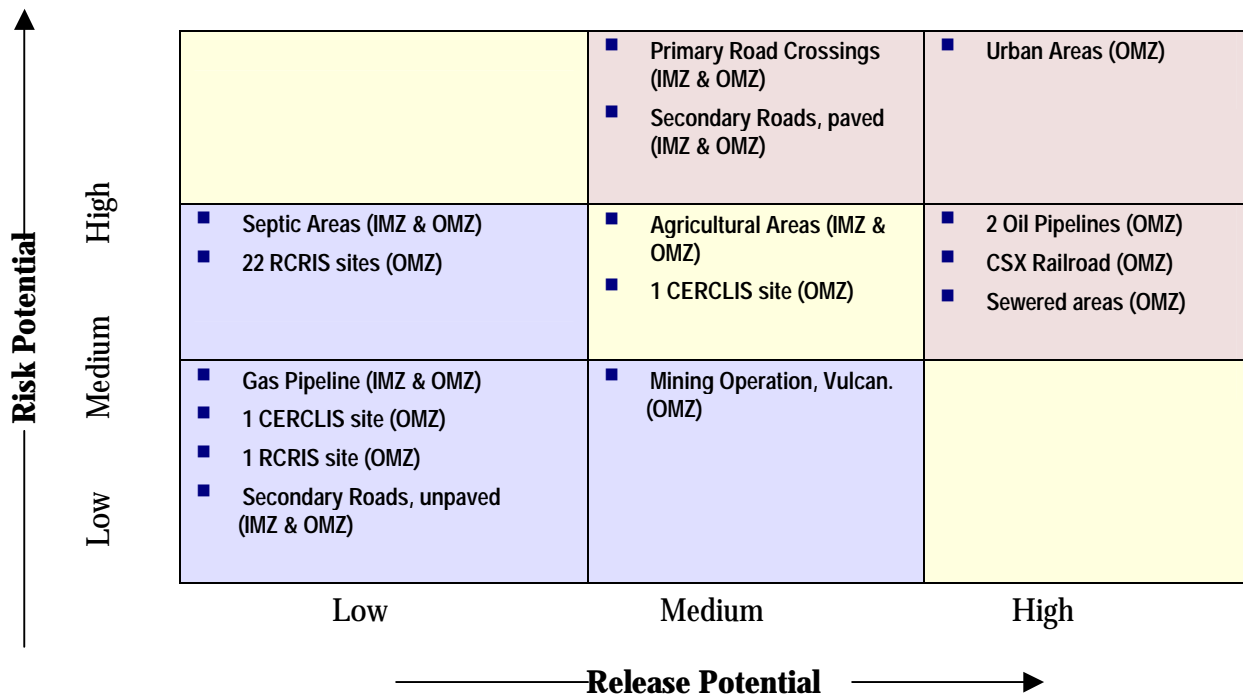 Primary Road Crossings
(IMZ & OMZ)
Secondary Roads, paved
(IMZ & OMZ)
Urban Areas (OMZ)
Septic Areas (IMZ & OMZ)
22 RCRIS sites (OMZ)
Agricultural Areas (IMZ &
OMZ)
1 CERCLIS site (OMZ)
2 Oil Pipelines (OMZ)
CSX Railroad (OMZ)
Sewered areas (OMZ)
Gas Pipeline (IMZ & OMZ)
1 CERCLIS site (OMZ)
1 RCRIS site (OMZ)
Secondary Roads, unpaved
(IMZ & OMZ)
Mining Operation, Vulcan.
(OMZ)
Risk Potential
High
Medium
Low
Low
Medium
High
Release Potential